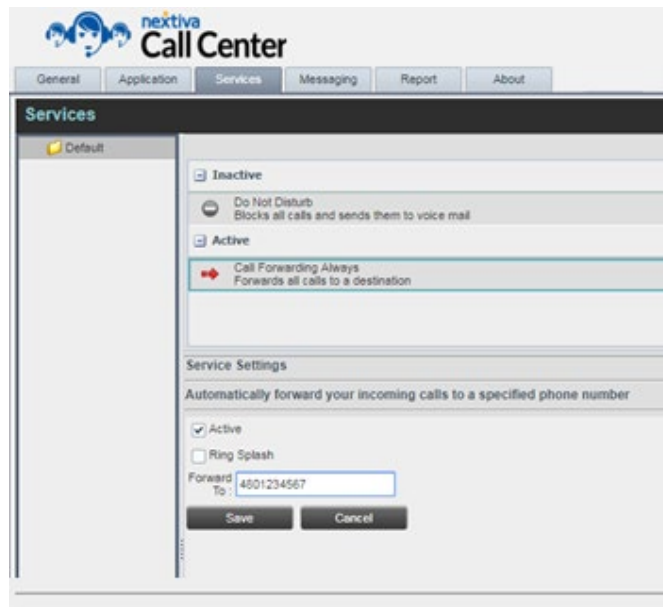 nextiva
Call Center
General Application Services Messaging Report About
Services
Default
Inactive
Do Not Disturb
Blocks all calls and sends them to voice mail
Active
Call Forwarding Always
Forwards all calls to a destination
Service Settings
Automatically forward your incoming calls to a specified phone number
Active
Ring Splash
Forward
To : 4801234567
Save Cancel